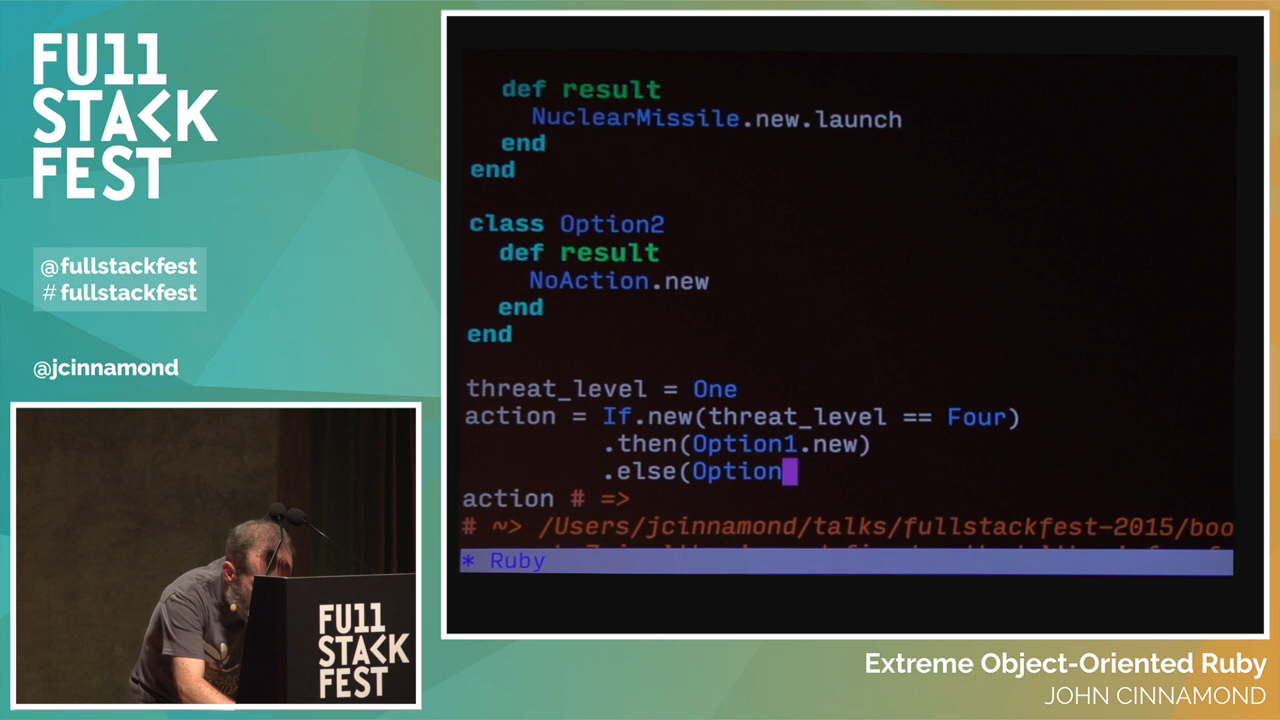 FU11
STACK
FEST
@fullstackfest
# fullstackfest
@jcinnamond
def result
NuclearMissile.new.launch
end
end
class Option2
def result
NoAction.new
end
end
threat_level = One
action = If.new(threat_level == Four)
.then(Option1.new)
.else(Option
action # =>
# ~> /Users/jcinnamond/talks/fullstackfest-2015/boo
* Ruby
FU11
STACK
FEST
Extreme Object-Oriented Ruby
JOHN CINNAMOND